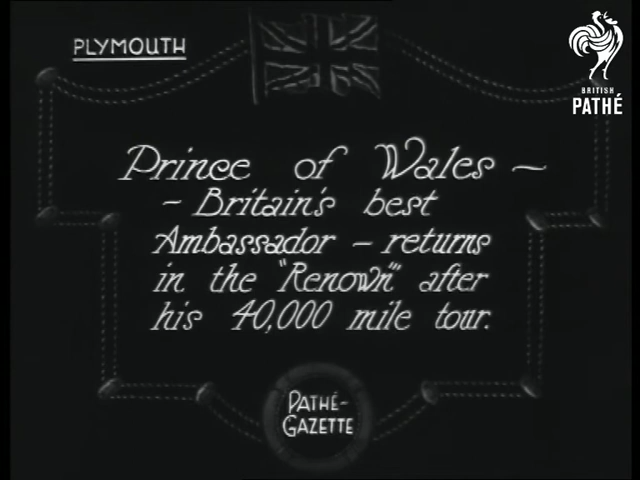 PLYMOUTH
BRITISH
PATHÉ
Prince of Wales -
- Britain's best
Ambassador - returns
in the "Renown" after
his 40,000 mile tour.
PATHÉ-
GAZETTE